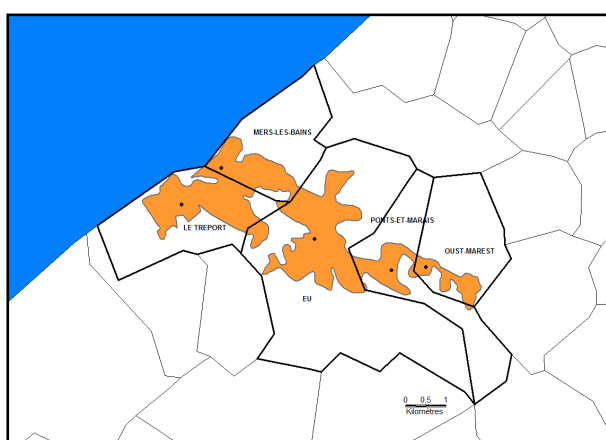 MERS-LES-BAINS
LE TREPORT
PONTS-ET-MARAIS
OUST-MAREST
EU
0 0,5 1
Kilomètres